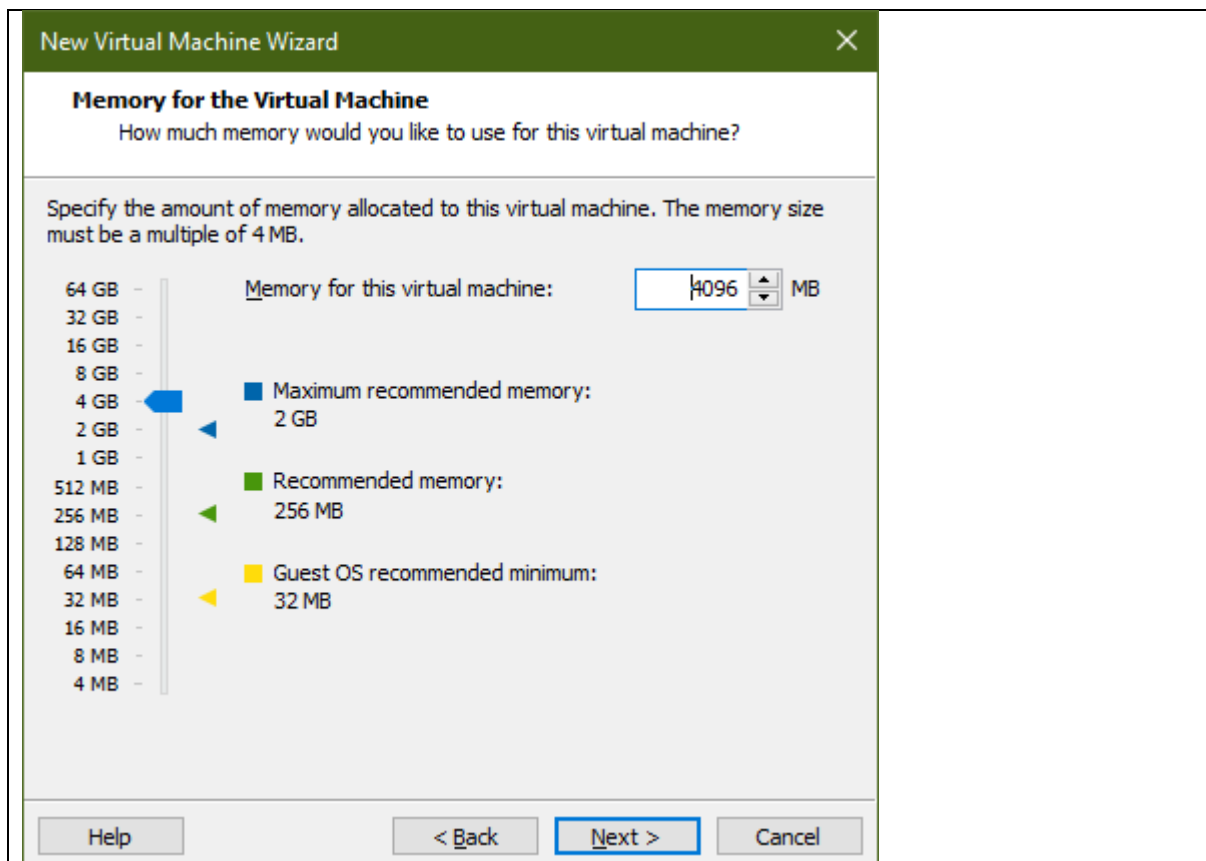 New Virtual Machine Wizard
Memory for the Virtual Machine
How much memory would you like to use for this virtual machine?
Specify the amount of memory allocated to this virtual machine. The memory size
must be a multiple of 4 MB.
64 GB
Memory for this virtual machine: 4096 MB
32 GB
16 GB
8 GB
Maximum recommended memory:
4 GB
2 GB
2 GB
1 GB
Recommended memory:
512 MB
256 MB
256 MB
128 MB
Guest OS recommended minimum:
64 MB
32 MB
32 MB
16 MB
8 MB
4 MB
Help
< Back
Next >
Cancel